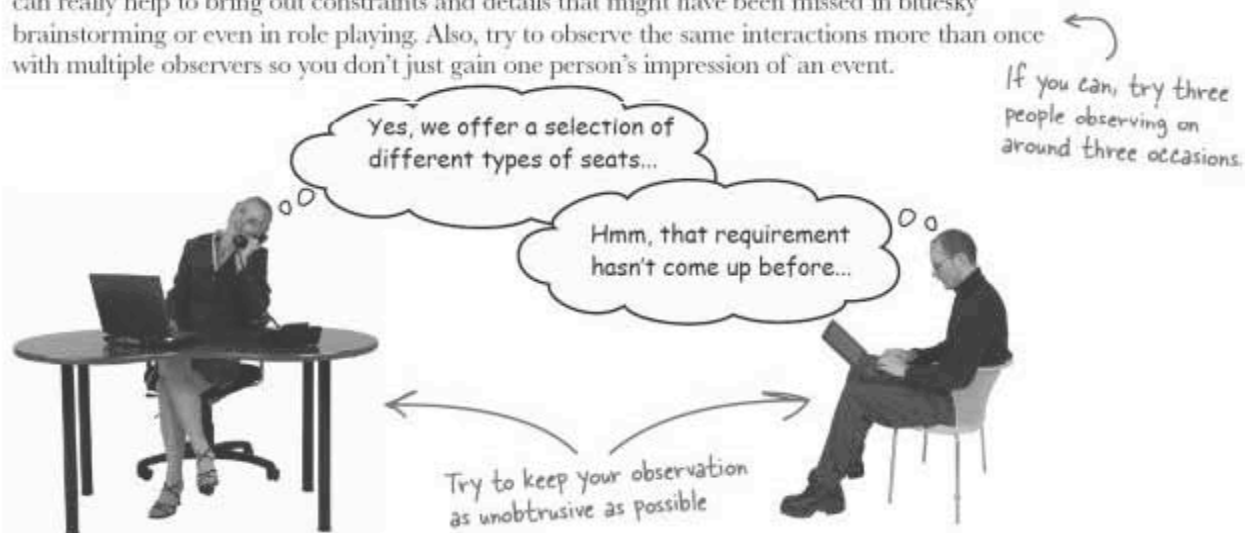 can really help to bring out constraints and details that might have been missed in bluesky
brainstorming or even in role playing. Also, try to observe the same interactions more than once
with multiple observers so you don't just gain one person's impression of an event.
If you can, try three
people observing on
around three occasions.
Yes, we offer a selection of
different types of seats...
Hmm, that requirement
hasn't come up before...
Try to keep your observation
as unobtrusive as possible